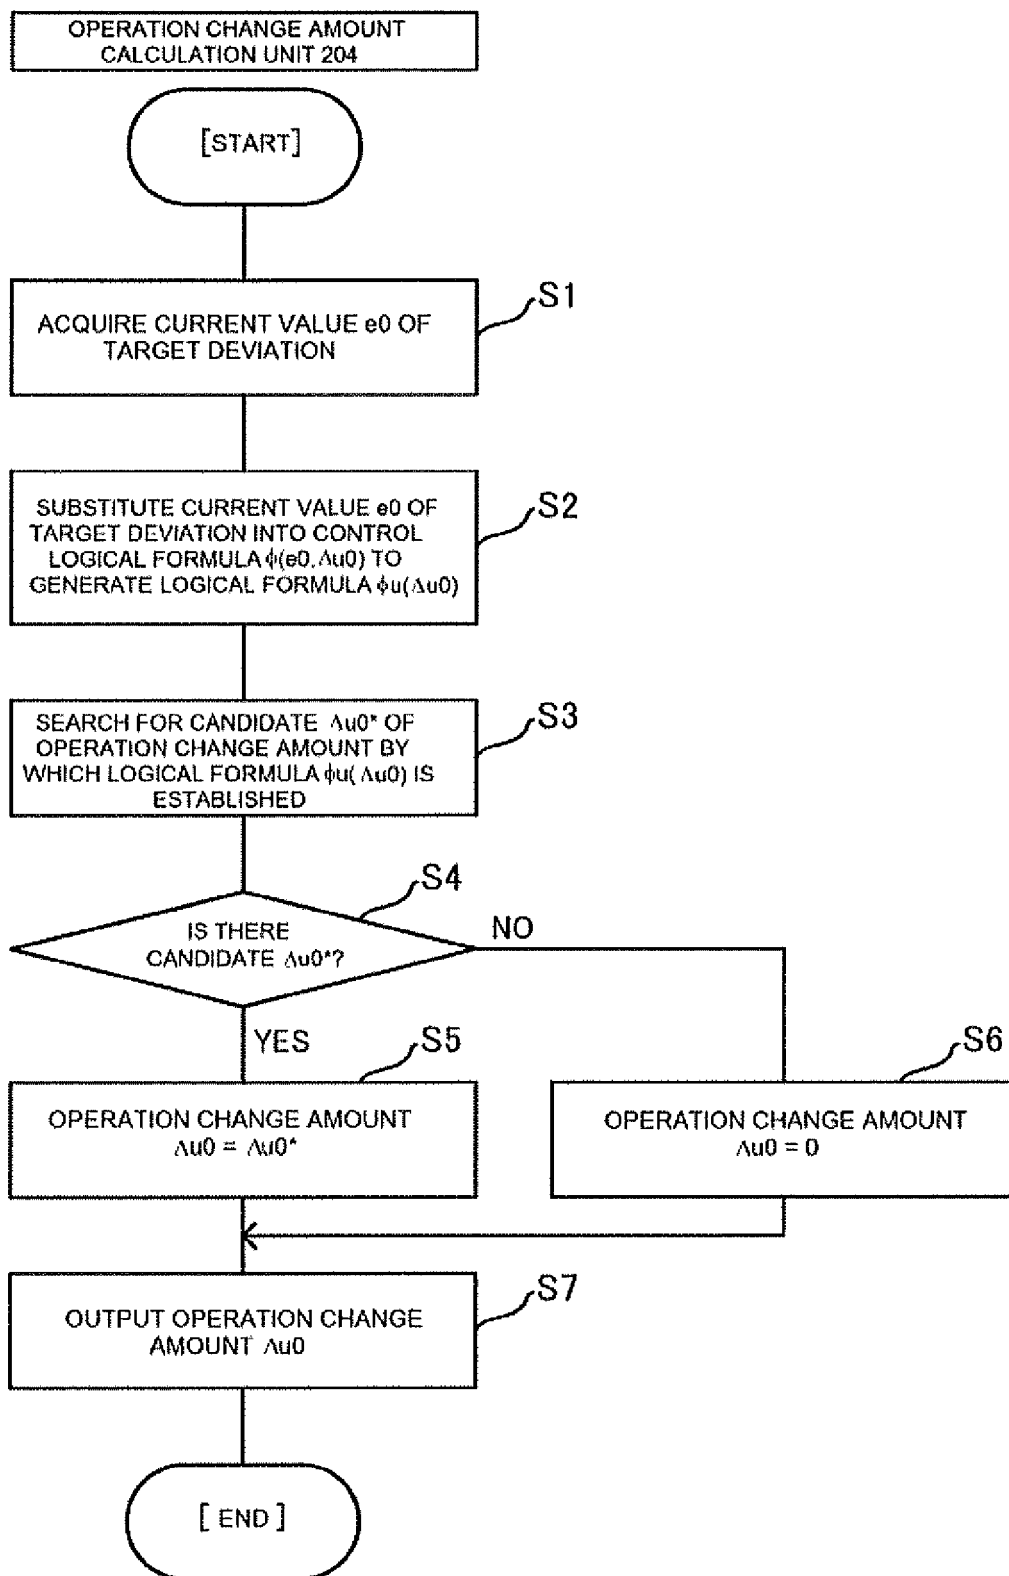 OPERATION CHANGE AMOUNT
CALCULATION UNIT 204
[START]
S1
ACQUIRE CURRENT VALUE e0 OF
TARGET DEVIATION
S2
SUBSTITUTE CURRENT VALUE e0 OF
TARGET DEVIATION INTO CONTROL
LOGICAL FORMULA ϕ(e0,Δu0) TO
GENERATE LOGICAL FORMULA ϕu(Δu0)
S3
SEARCH FOR CANDIDATE Δu0* OF
OPERATION CHANGE AMOUNT BY
WHICH LOGICAL FORMULA ϕu(Δu0) IS
ESTABLISHED
S4
IS THERE
CANDIDATE Δu0*?
NO
YES
S5
OPERATION CHANGE AMOUNT
Δu0 = Δu0*
S6
OPERATION CHANGE AMOUNT
Δu0 = 0
S7
OUTPUT OPERATION CHANGE
AMOUNT Δu0
[ END ]